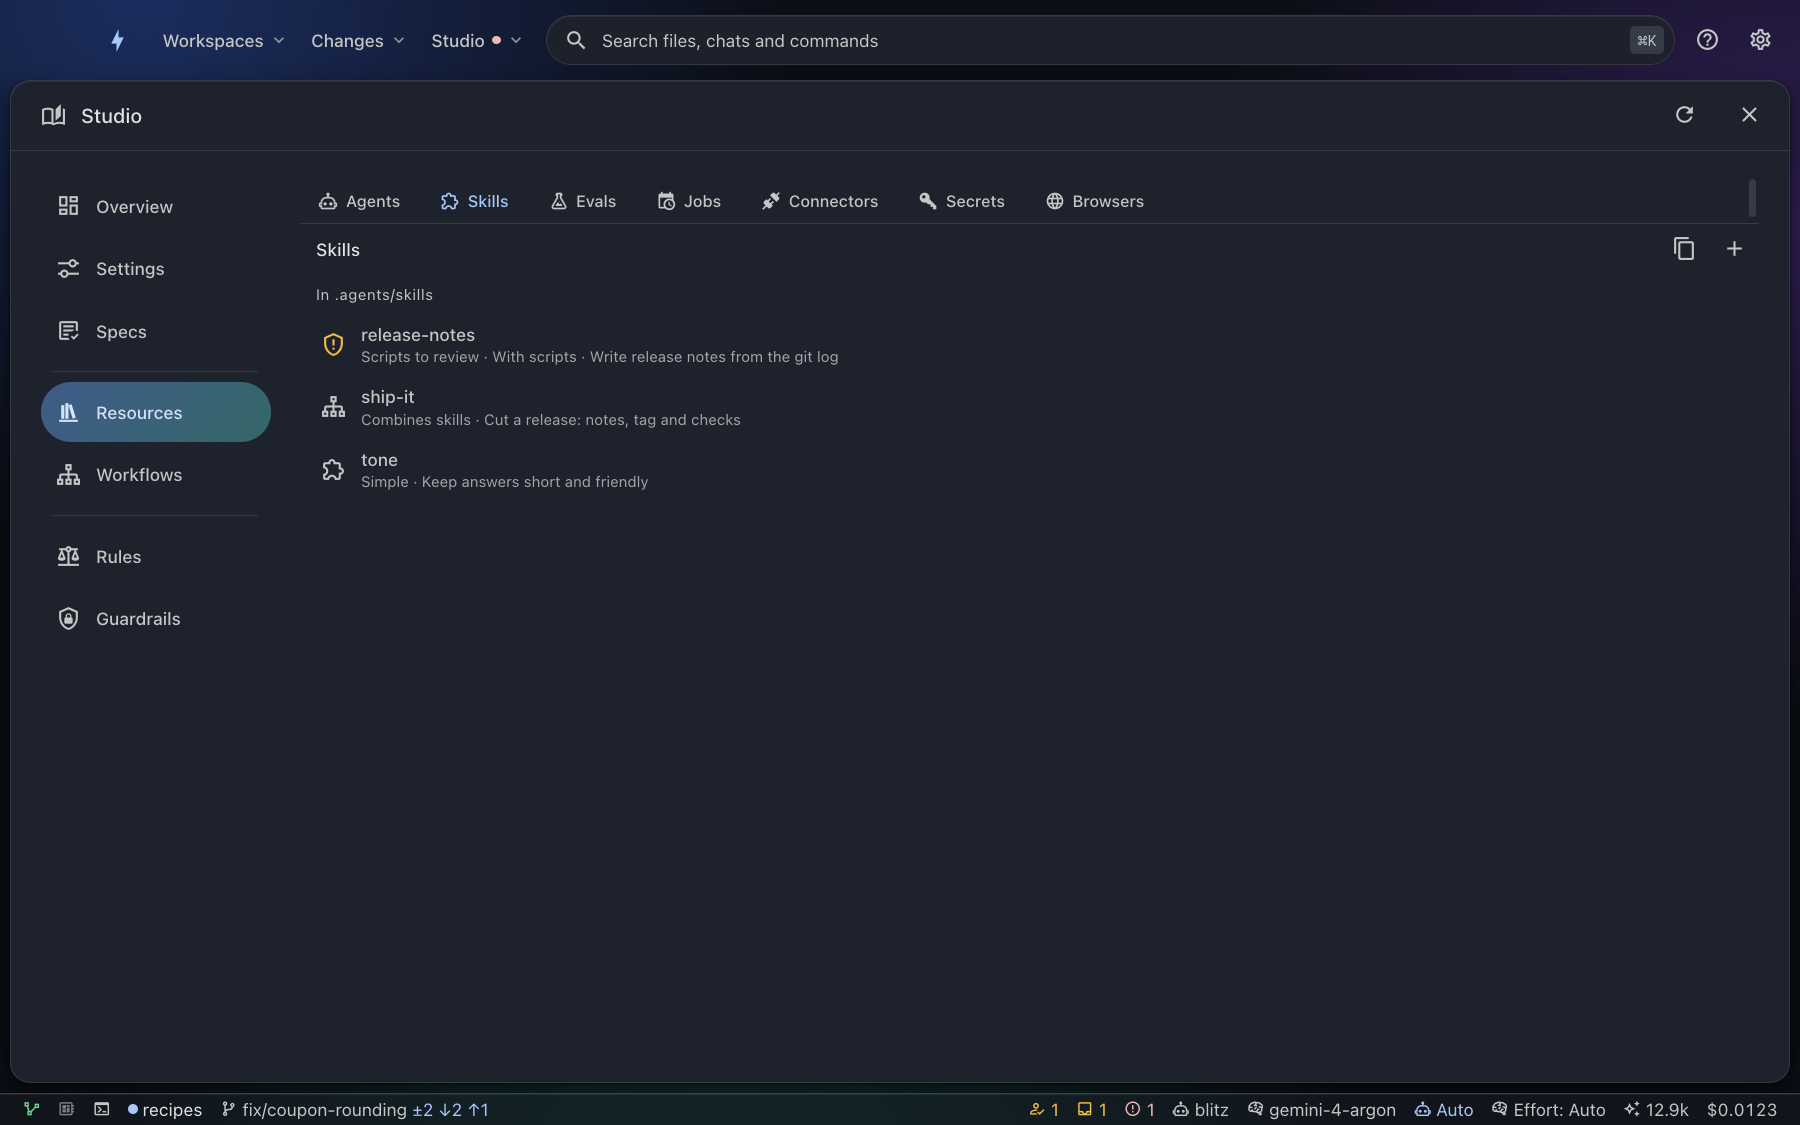 Workspaces Changes Studio Search files, chats and commands ⌘K
Studio
Overview
Settings
Specs
Resources
Workflows
Rules
Guardrails
Agents Skills Evals Jobs Connectors Secrets Browsers
Skills
In .agents/skills
release-notes
Scripts to review · With scripts · Write release notes from the git log
ship-it
Combines skills · Cut a release: notes, tag and checks
tone
Simple · Keep answers short and friendly
recipes fix/coupon-rounding ±2 ↓2 ↑1 1 1 1 blitz gemini-4-argon Auto Effort: Auto 12.9k $0.0123